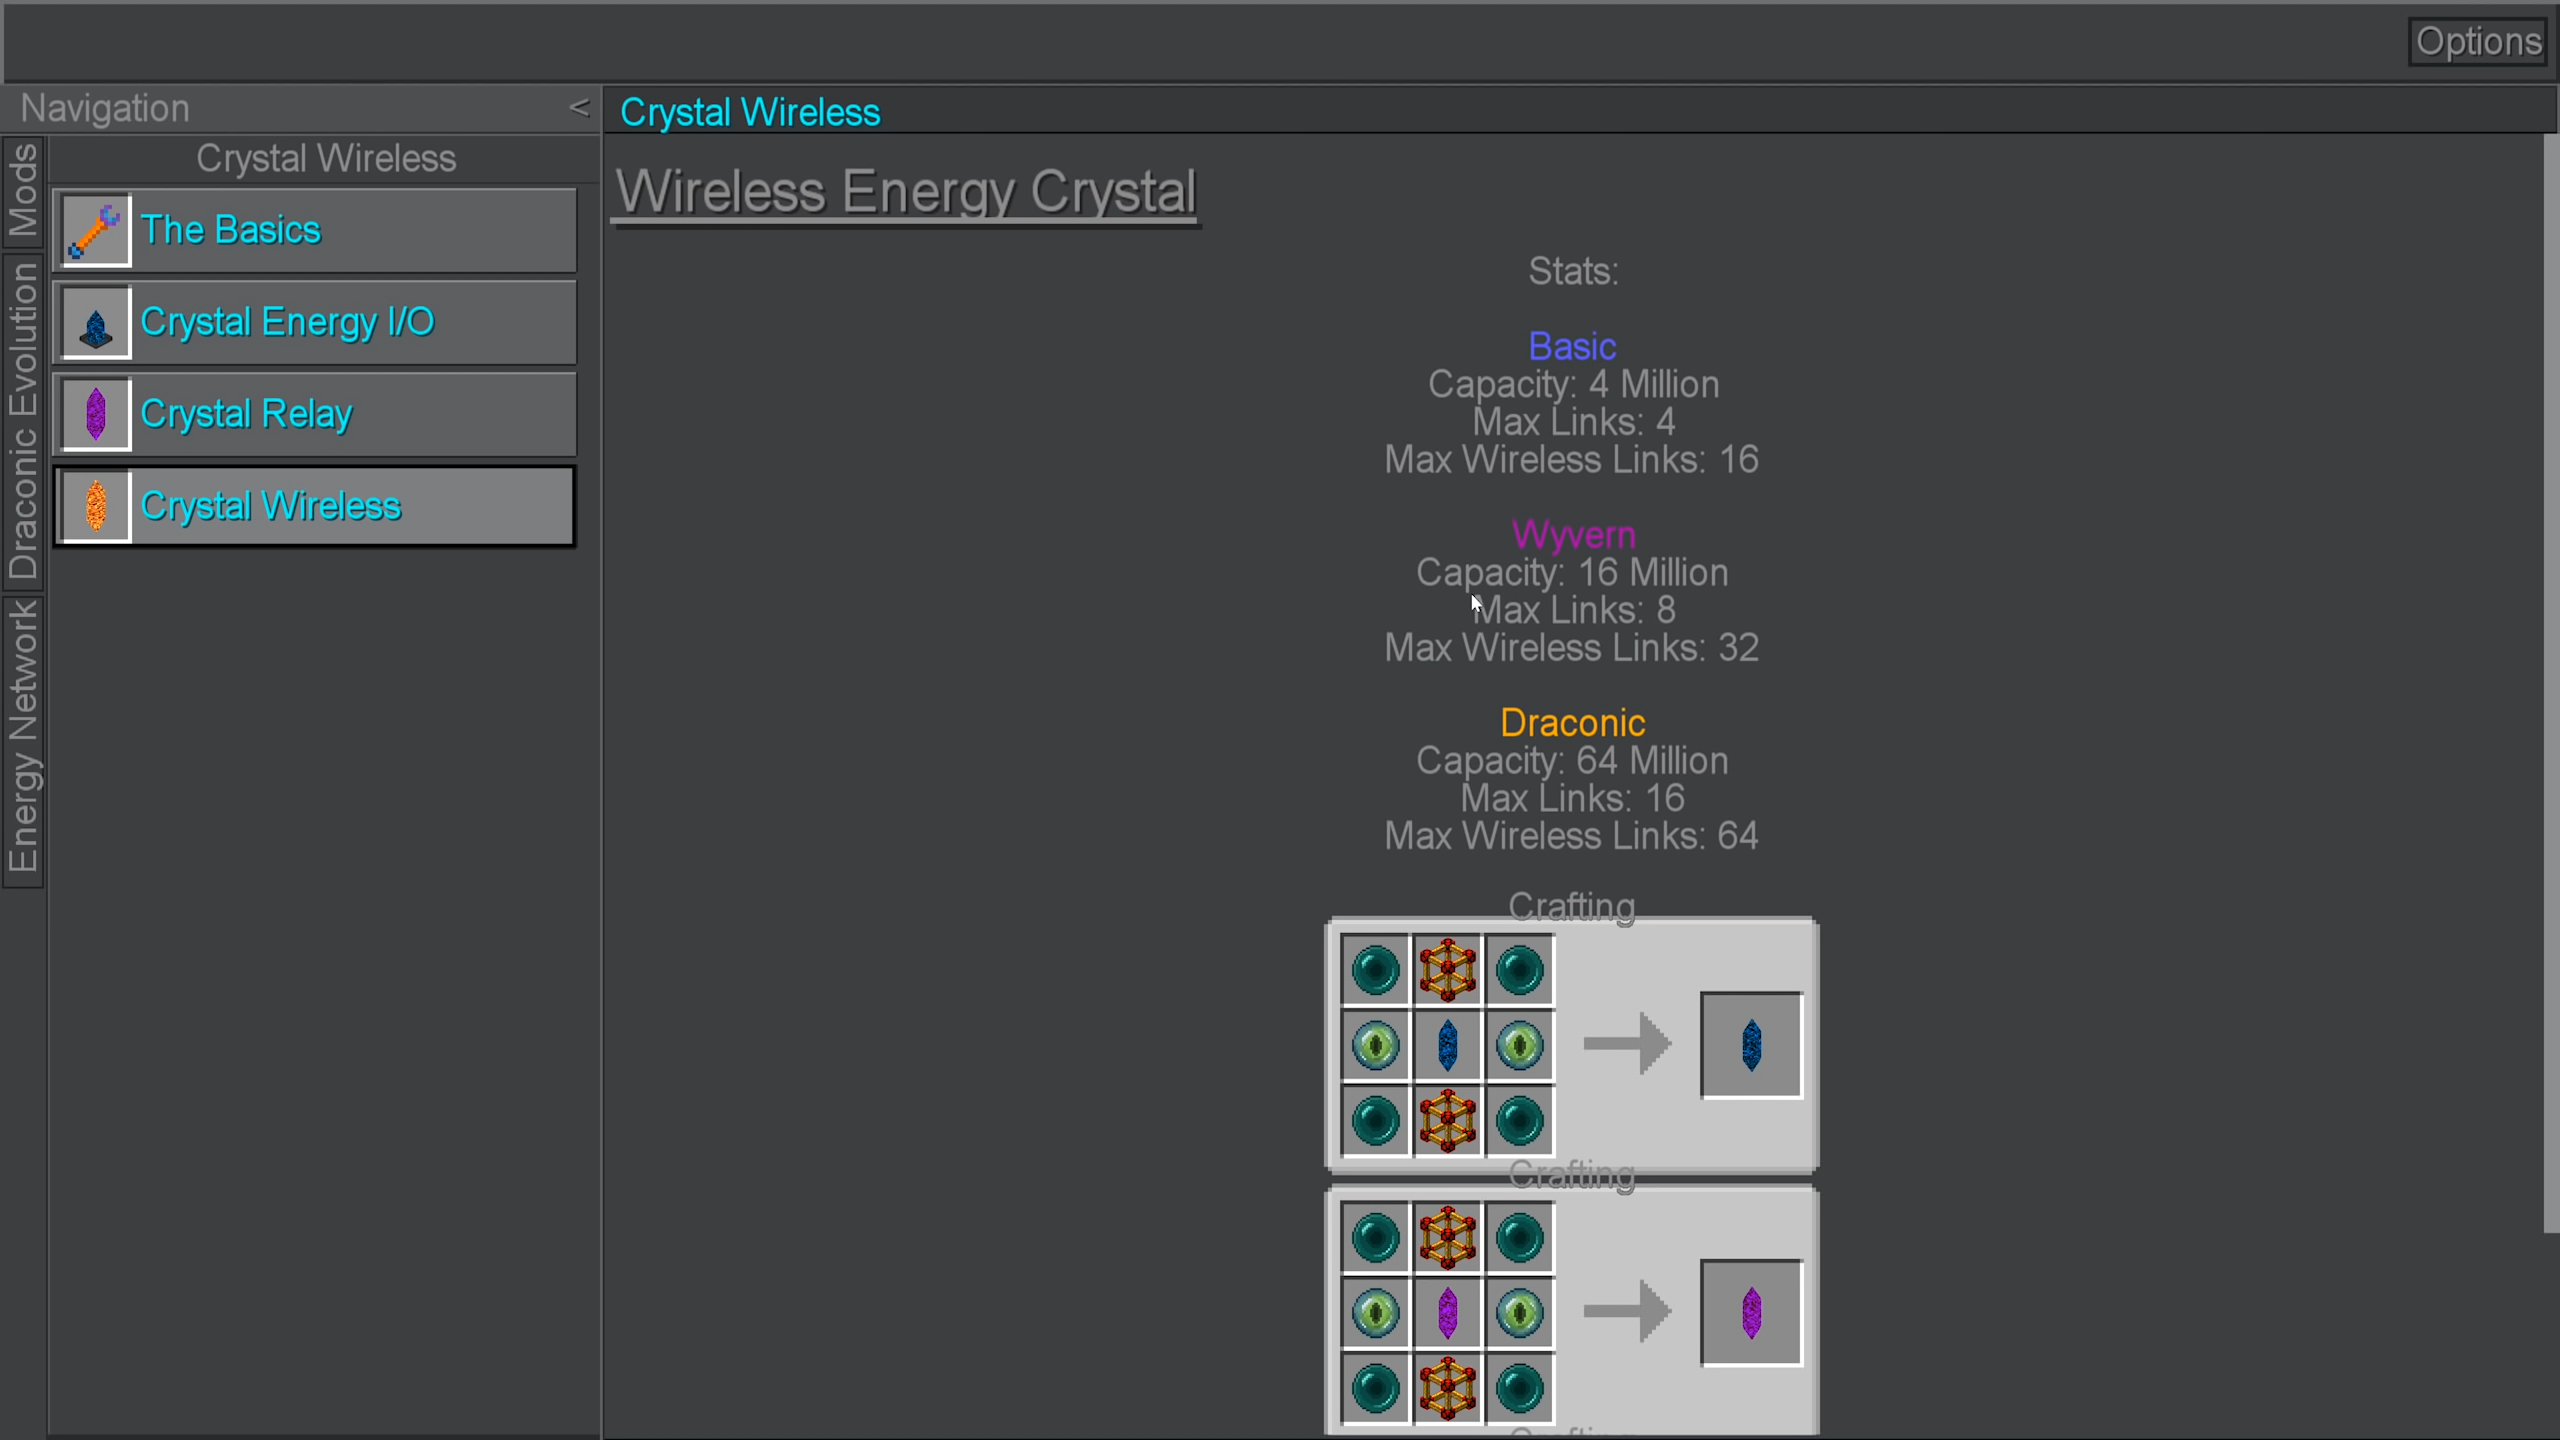 Options
Navigation <
Mods
Draconic Evolution
Energy Network
Crystal Wireless
The Basics
Crystal Energy I/O
Crystal Relay
Crystal Wireless
Crystal Wireless
Wireless Energy Crystal
Stats:
Basic
Capacity: 4 Million
Max Links: 4
Max Wireless Links: 16
Wyvern
Capacity: 16 Million
Max Links: 8
Max Wireless Links: 32
Draconic
Capacity: 64 Million
Max Links: 16
Max Wireless Links: 64
Crafting
Crafting